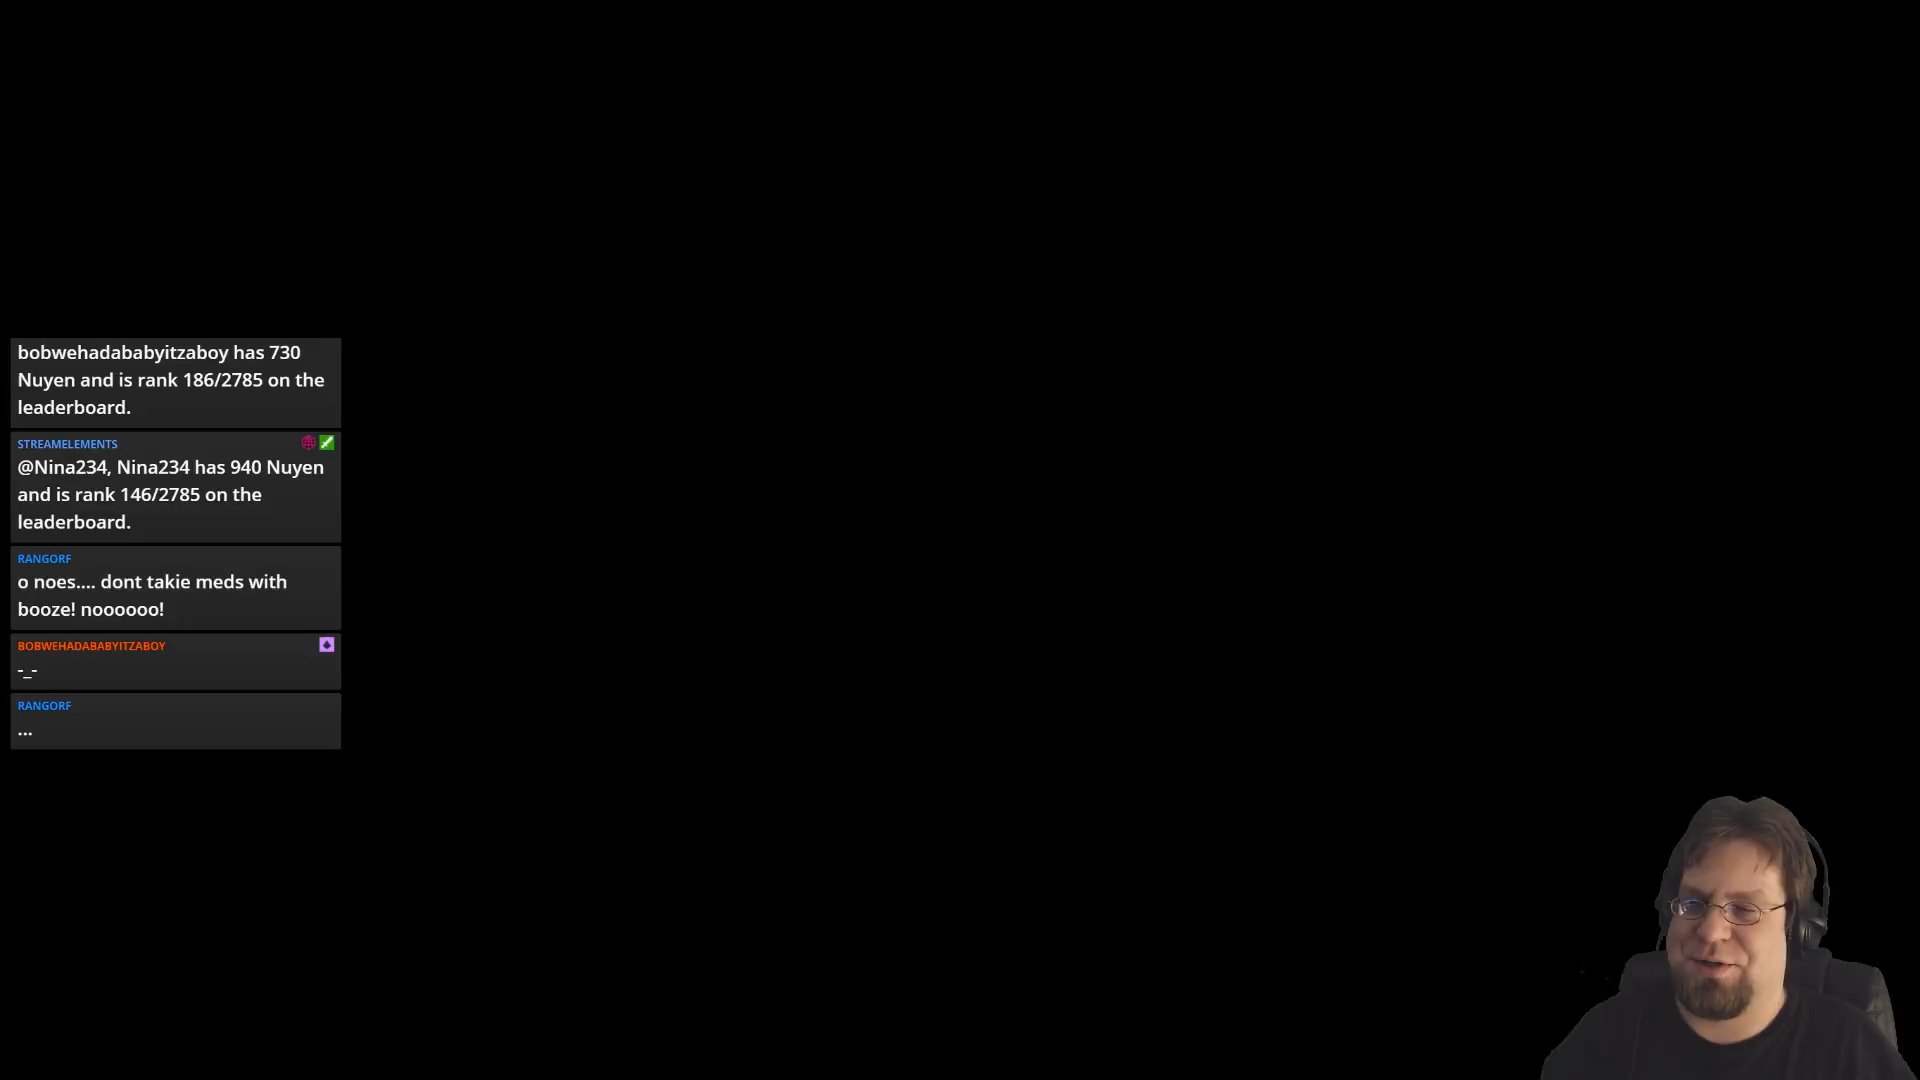 bobwehadababyitzaboy has 730
Nuyen and is rank 186/2785 on the
leaderboard.
STREAMELEMENTS
@Nina234, Nina234 has 940 Nuyen
and is rank 146/2785 on the
leaderboard.
RANGORF
o noes.... dont takie meds with
booze! noooooo!
BOBWEHADABABYITZABOY
-_-
RANGORF
...